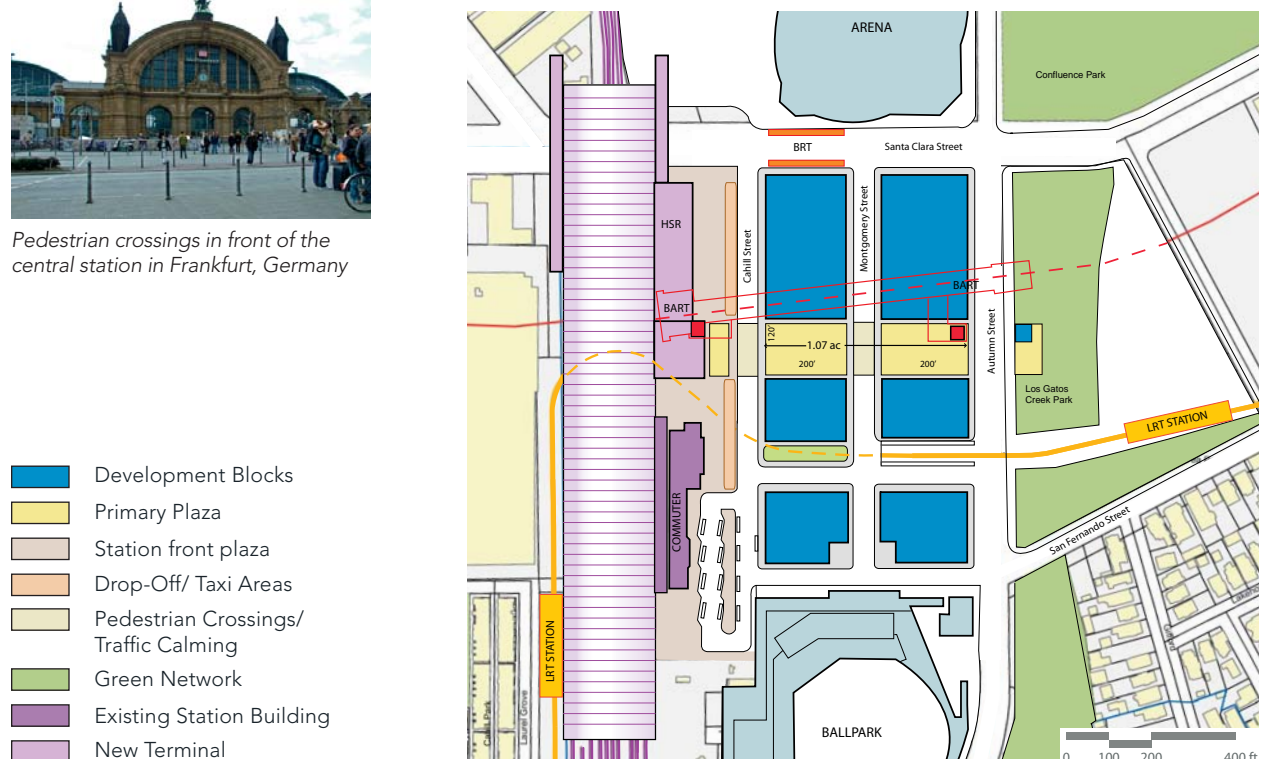 Pedestrian crossings in front of the
central station in Frankfurt, Germany
Development Blocks
Primary Plaza
Station front plaza
Drop-Off/ Taxi Areas
Pedestrian Crossings/
Traffic Calming
Green Network
Existing Station Building
New Terminal
ARENA
Confluence Park
BRT
Santa Clara Street
HSR
Cahill Street
Montgomery Street
BART
BART
Autumn Street
120'
1.07 ac
200'
200'
Los Gatos
Creek Park
LRT STATION
COMMUTER
San Fernando Street
LRT STATION
Laurel Grove
Park
BALLPARK
0 100 200 400 ft